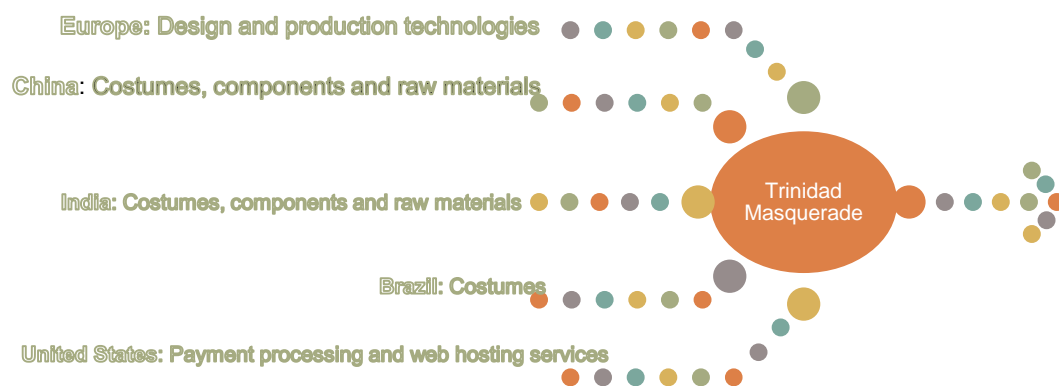 Europe: Design and production technologies
China: Costumes, components and raw materials
India: Costumes, components and raw materials
Trinidad
Masquerade
Brazil: Costumes
United States: Payment processing and web hosting services